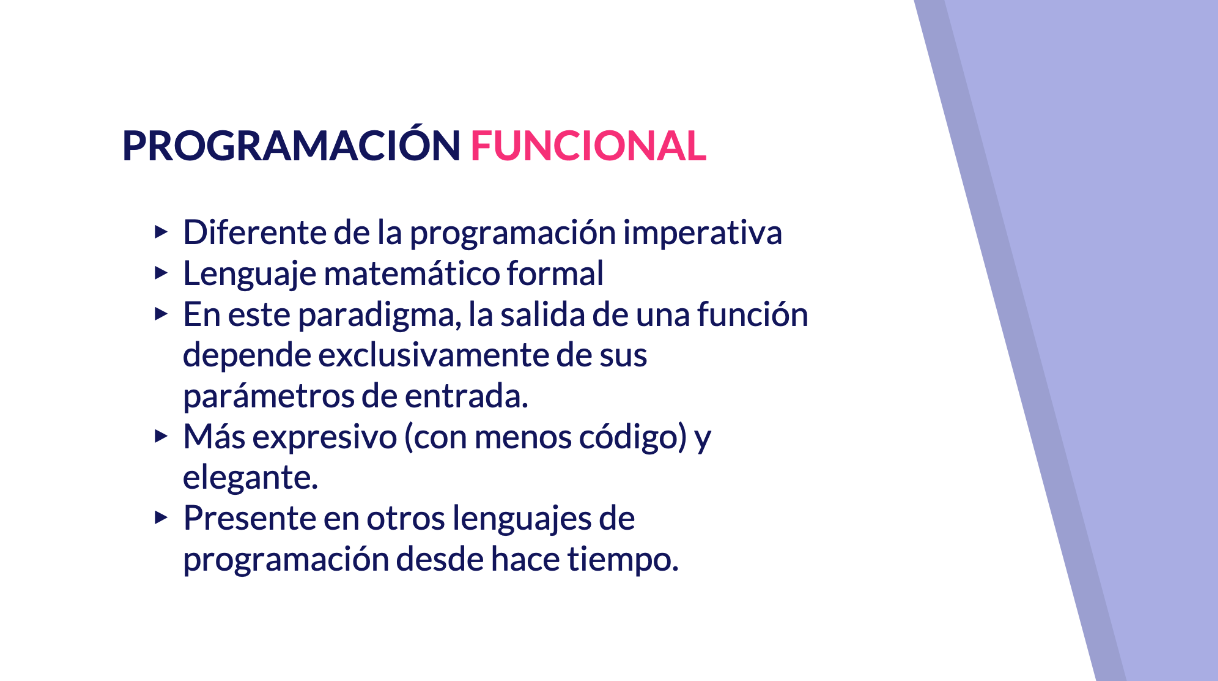 PROGRAMACIÓN FUNCIONAL
▸ Diferente de la programación imperativa
▸ Lenguaje matemático formal
▸ En este paradigma, la salida de una función
depende exclusivamente de sus
parámetros de entrada.
▸ Más expresivo (con menos código) y
elegante.
▸ Presente en otros lenguajes de
programación desde hace tiempo.